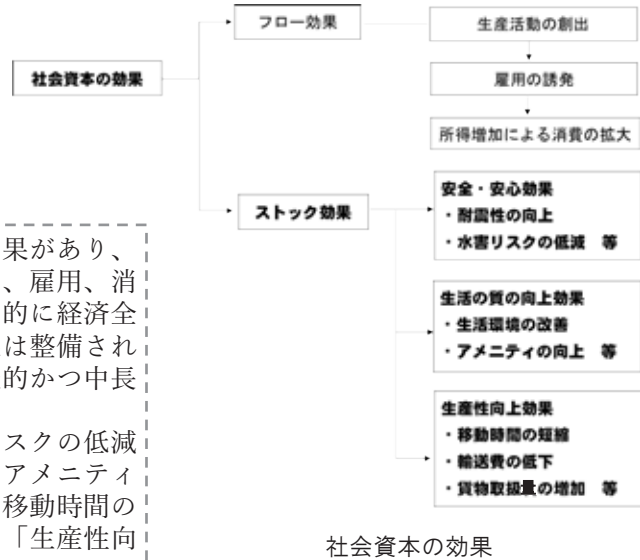 フロー効果
生産活動の創出
社会資本の効果
雇用の誘発
所得増加による消費の拡大
ストック効果
安全・安心効果
・耐震性の向上
・水害リスクの低減 等
生活の質の向上効果
・生活環境の改善
・アメニティの向上 等
生産性向上効果
・移動時間の短縮
・輸送費の低下
・貨物取扱量の増加 等
果があり、
、雇用、消
的に経済全
は整備され
的かつ中長
スクの低減
アメニティ
移動時間の
「生産性向
社会資本の効果